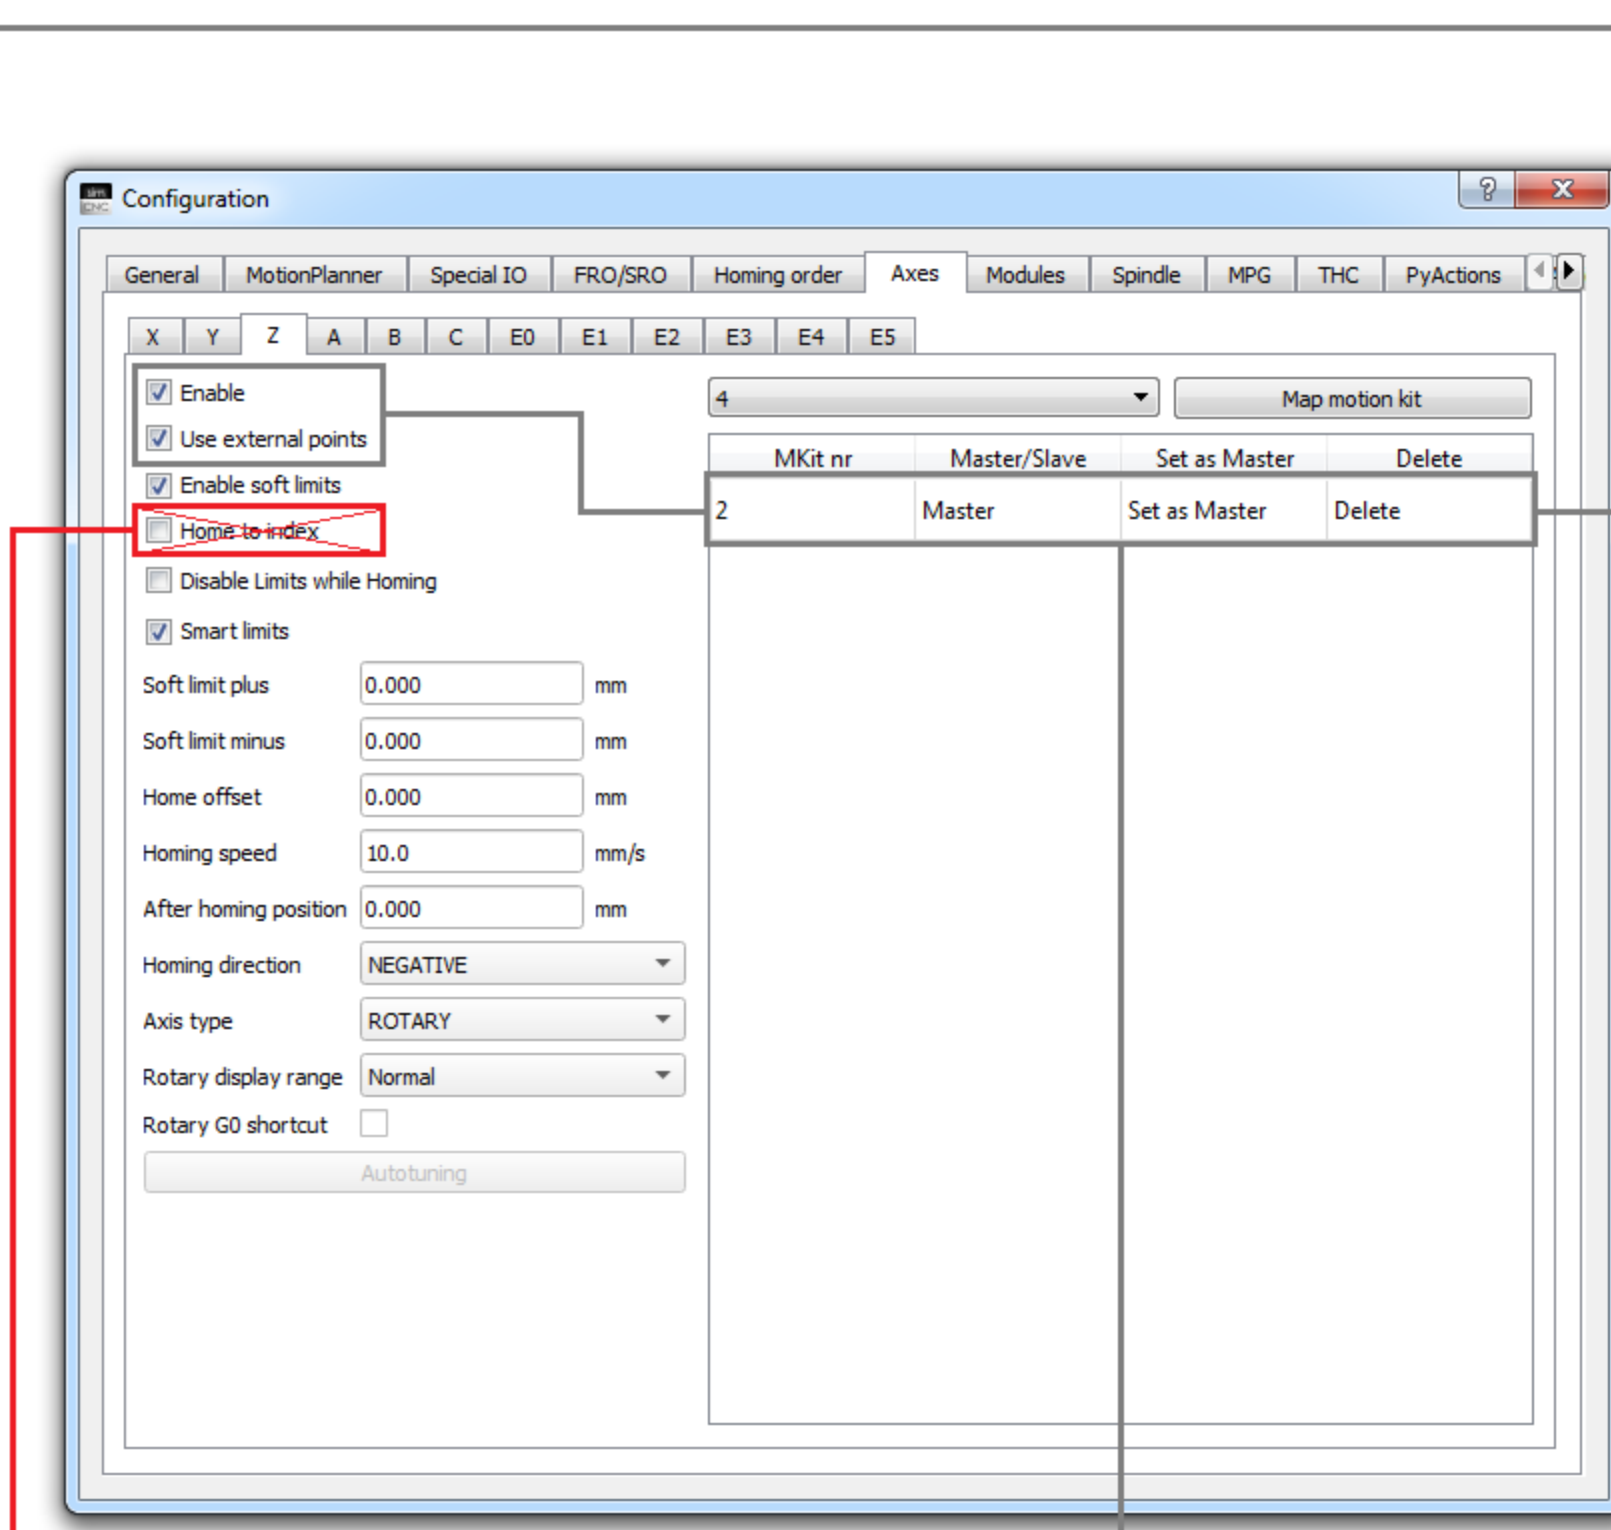 sim
CNC
Configuration
General MotionPlanner Special IO FRO/SRO Homing order Axes Modules Spindle MPG THC PyActions
X Y Z A B C E0 E1 E2 E3 E4 E5
Enable
Use external points
Enable soft limits
Home to index
Disable Limits while Homing
Smart limits
Soft limit plus 0.000 mm
Soft limit minus 0.000 mm
Home offset 0.000 mm
Homing speed 10.0 mm/s
After homing position 0.000 mm
Homing direction NEGATIVE
Axis type ROTARY
Rotary display range Normal
Rotary G0 shortcut
Autotuning
4 Map motion kit
MKit nr Master/Slave Set as Master Delete
2 Master Set as Master Delete